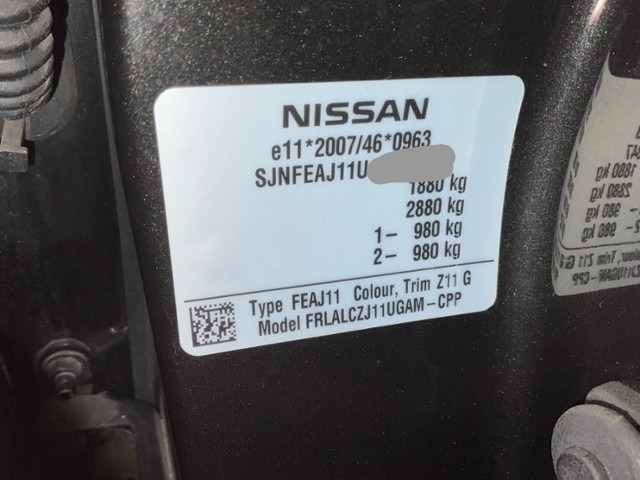 NISSAN
e11*2007/46*0963
SJNFEAJ11U
1880 kg
2880 kg
1- 980 kg
2- 980 kg
Type FEAJ11 Colour, Trim Z11 G
Model FRLALCZJ11UGAM-CPP